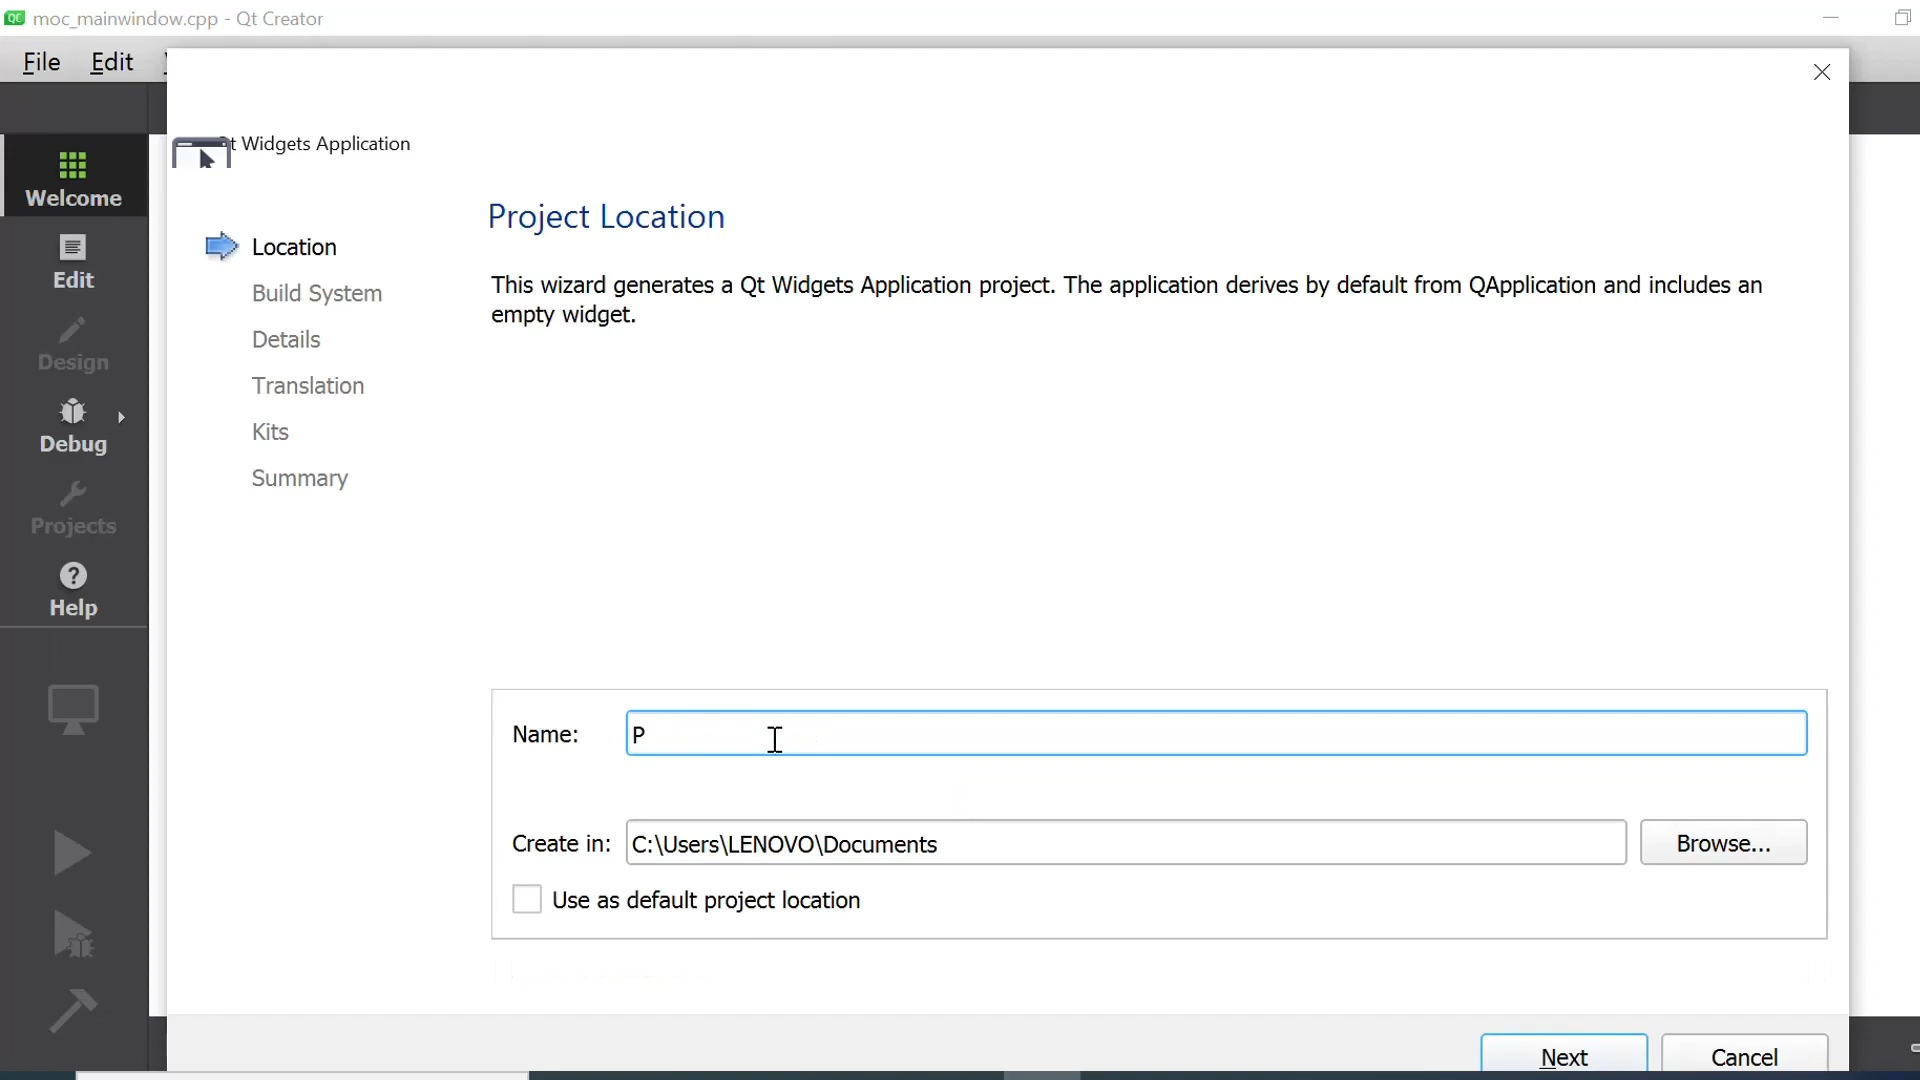 moc_mainwindow.cpp - Qt Creator
File Edit
t Widgets Application
Welcome
Edit
Design
Debug
Projects
Help
Location
Build System
Details
Translation
Kits
Summary
Project Location
This wizard generates a Qt Widgets Application project. The application derives by default from QApplication and includes an
empty widget.
Name: P
Create in: C:\Users\LENOVO\Documents Browse...
Use as default project location
Next Cancel